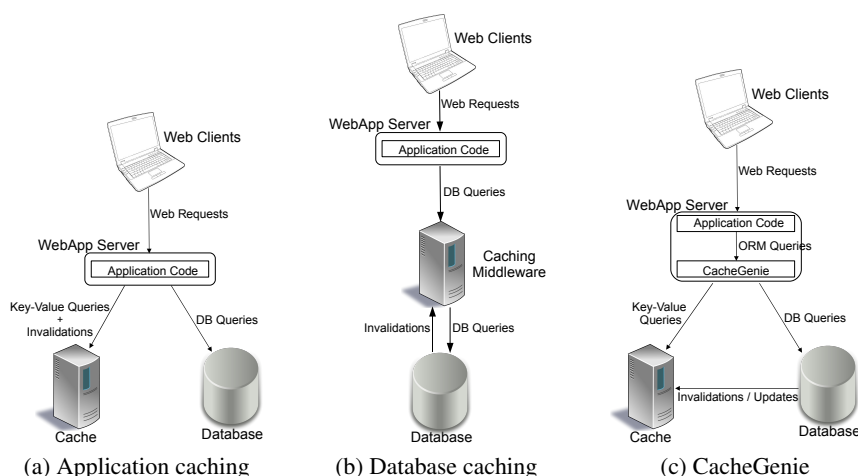 Web Clients
Web Requests
WebApp Server
Application Code
Key-Value Queries
+
Invalidations
DB Queries
Cache
Database
(a) Application caching
Web Clients
Web Requests
WebApp Server
Application Code
DB Queries
Caching
Middleware
Invalidations
DB Queries
Database
(b) Database caching
Web Clients
Web Requests
WebApp Server
Application Code
ORM Queries
CacheGenie
Key-Value
Queries
DB Queries
Invalidations / Updates
Cache
Database
(c) CacheGenie